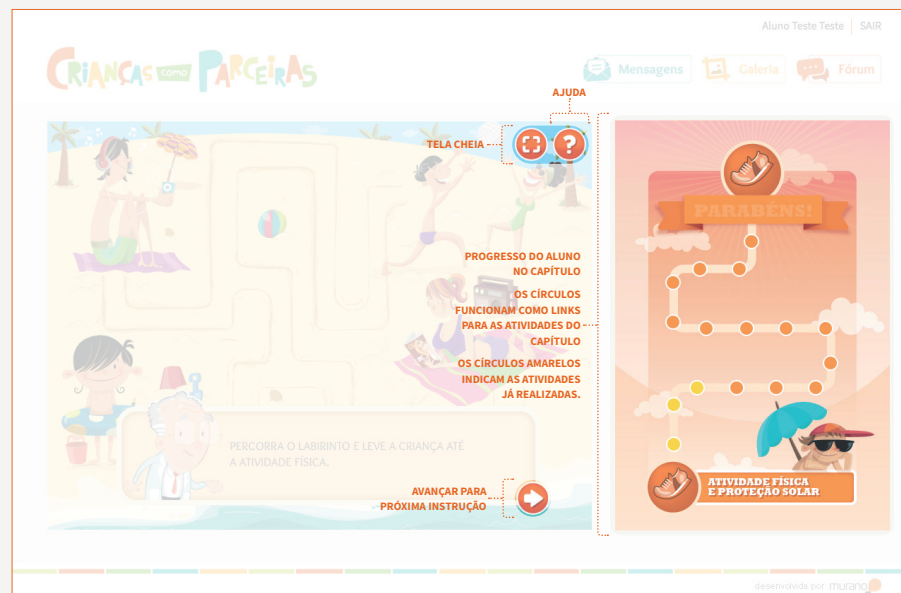 Aluno Teste Teste | SAIR
CRIANÇAS como PARCEIRAS
Mensagens
Galeria
Fórum
AJUDA
TELA CHEIA
?
PARABÉNS!
PROGRESSO DO ALUNO
NO CAPÍTULO
OS CÍRCULOS
FUNCIONAM COMO LINKS
PARA AS ATIVIDADES DO
CAPÍTULO
OS CÍRCULOS AMARELOS
INDICAM AS ATIVIDADES
JÁ REALIZADAS.
PERCORRA O LABIRINTO E LEVE A CRIANÇA ATÉ
A ATIVIDADE FÍSICA.
AVANÇAR PARA
PRÓXIMA INSTRUÇÃO
ATIVIDADE FÍSICA
E PROTEÇÃO SOLAR
desenvolvida por murano